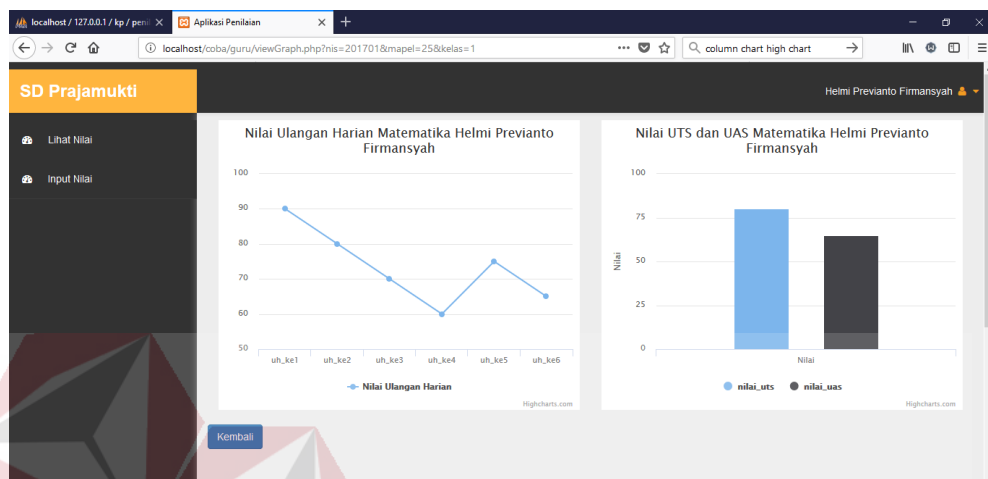 localhost / 127.0.0.1 / kp / peni
Aplikasi Penilaian
localhost/coba/guru/viewGraph.php?nis=201701&mapel=25&kelas=1
column chart high chart
SD Prajamukti
Helmi Previanto Firmansyah
Lihat Nilai
Input Nilai
Nilai Ulangan Harian Matematika Helmi Previanto
Firmansyah
100
90
80
70
60
50
uh_ke1 uh_ke2 uh_ke3 uh_ke4 uh_ke5 uh_ke6
Nilai Ulangan Harian
Highcharts.com
Nilai UTS dan UAS Matematika Helmi Previanto
Firmansyah
100
75
50
25
0
Nilai
Nilai
nilai_uts nilai_uas
Highcharts.com
Kembali